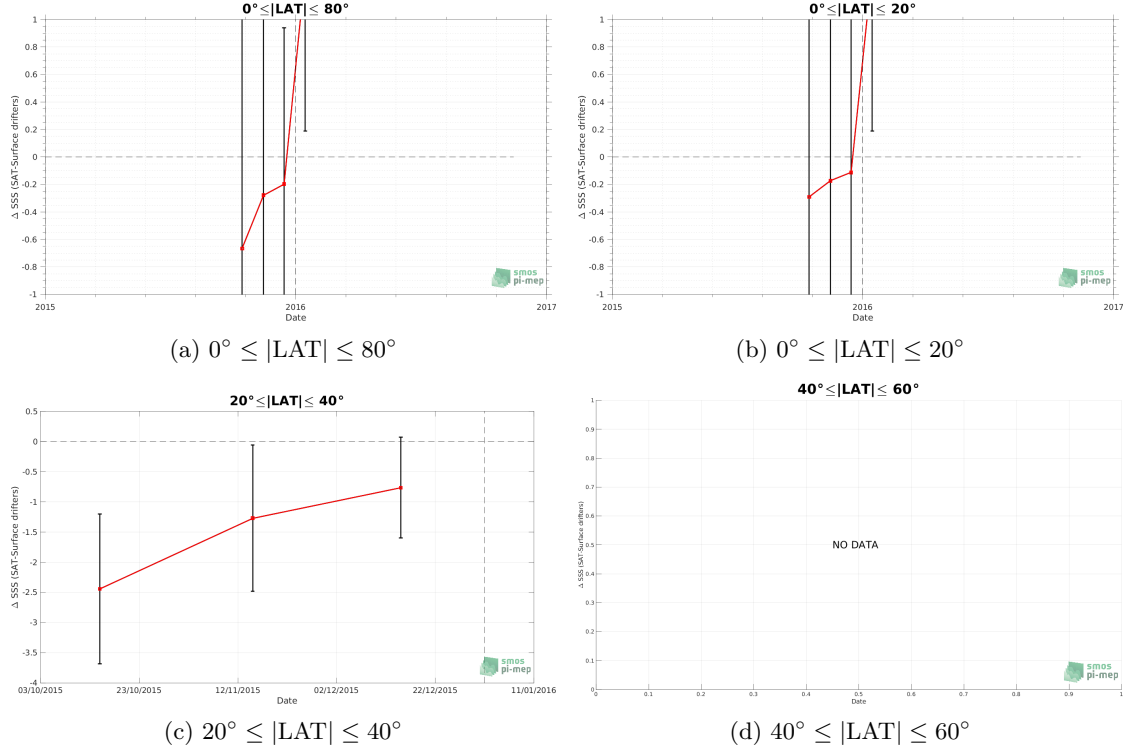 0°≤|LAT|≤ 80°
1
0.8
0.6
0.4
0.2
0
-0.2
-0.4
-0.6
-0.8
-1
Δ SSS (SAT-Surface drifters)
2015
2016
2017
Date
smos
pi-mep
(a) 0° ≤ |LAT| ≤ 80°
0°≤|LAT|≤ 20°
1
0.8
0.6
0.4
0.2
0
-0.2
-0.4
-0.6
-0.8
-1
Δ SSS (SAT-Surface drifters)
2015
2016
2017
Date
smos
pi-mep
(b) 0° ≤ |LAT| ≤ 20°
20°≤|LAT|≤ 40°
0.5
0
-0.5
-1
-1.5
-2
-2.5
-3
-3.5
-4
Δ SSS (SAT-Surface drifters)
03/10/2015
23/10/2015
12/11/2015
02/12/2015
22/12/2015
11/01/2016
Date
smos
pi-mep
(c) 20° ≤ |LAT| ≤ 40°
40°≤|LAT|≤ 60°
1
0.9
0.8
0.7
0.6
0.5
0.4
0.3
0.2
0.1
0
Δ SSS (SAT-Surface drifters)
NO DATA
0
0.1
0.2
0.3
0.4
0.5
0.6
0.7
0.8
0.9
1
Date
smos
pi-mep
(d) 40° ≤ |LAT| ≤ 60°